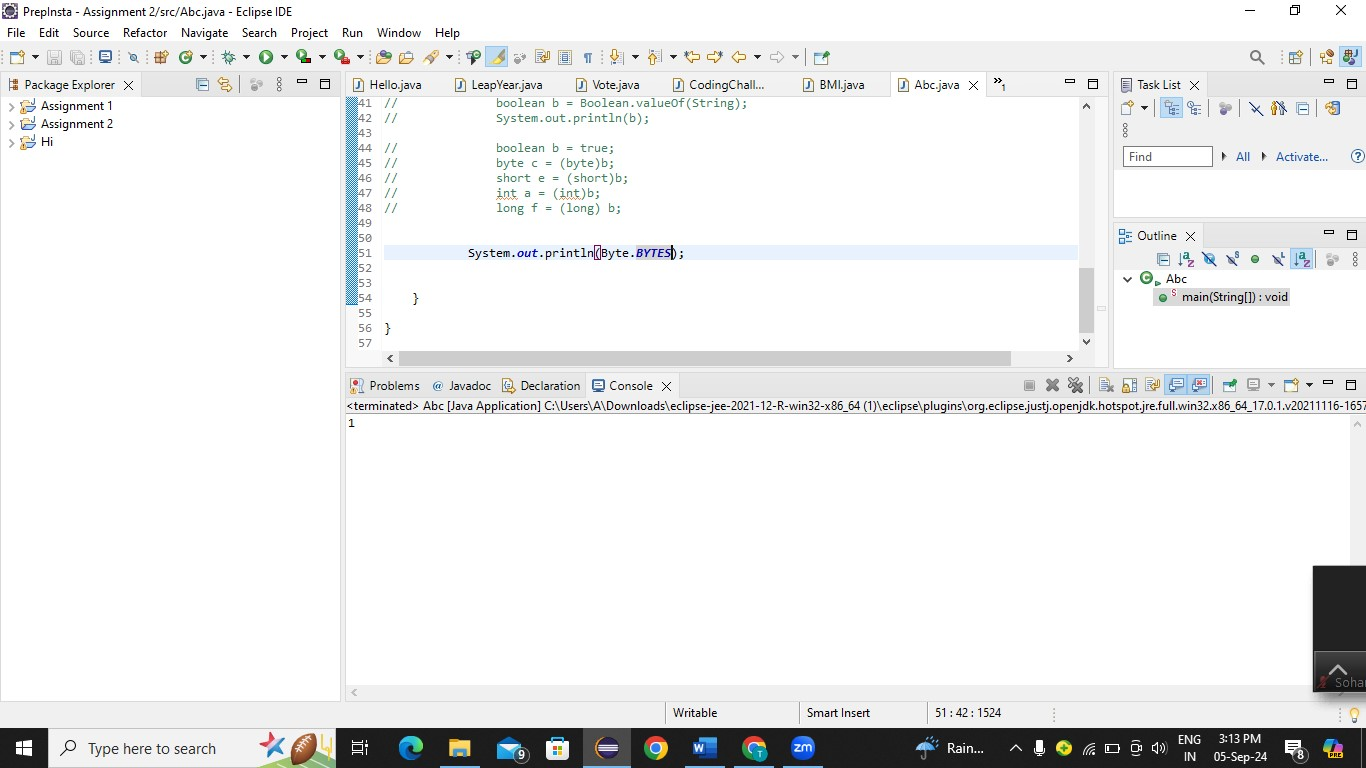 PrepInsta - Assignment 2/src/Abc.java - Eclipse IDE
File Edit Source Refactor Navigate Search Project Run Window Help
Package Explorer
Assignment 1
Assignment 2
Hi
Hello.java LeapYear.java Vote.java CodingChall... BMI.java Abc.java »1
41 // boolean b = Boolean.valueOf(String);
42 // System.out.println(b);
43
44 // boolean b = true;
45 // byte c = (byte)b;
46 // short e = (short)b;
47 // int a = (int)b;
48 // long f = (long) b;
49
50
51 System.out.println(Byte.BYTES);
52
53
54 }
55
56 }
57
Task List
Find All Activate...
Outline
Abc
main(String[]) : void
Problems @ Javadoc Declaration Console
<terminated> Abc [Java Application] C:\Users\A\Downloads\eclipse-jee-2021-12-R-win32-x86_64 (1)\eclipse\plugins\org.eclipse.justj.openjdk.hotspot.jre.full.win32.x86_64_17.0.1.v20211116-1657
1
Writable Smart Insert 51 : 42 : 1524
Type here to search
9
W
T
zm
Rain...
ENG
IN
3:13 PM
05-Sep-24
8
PRE